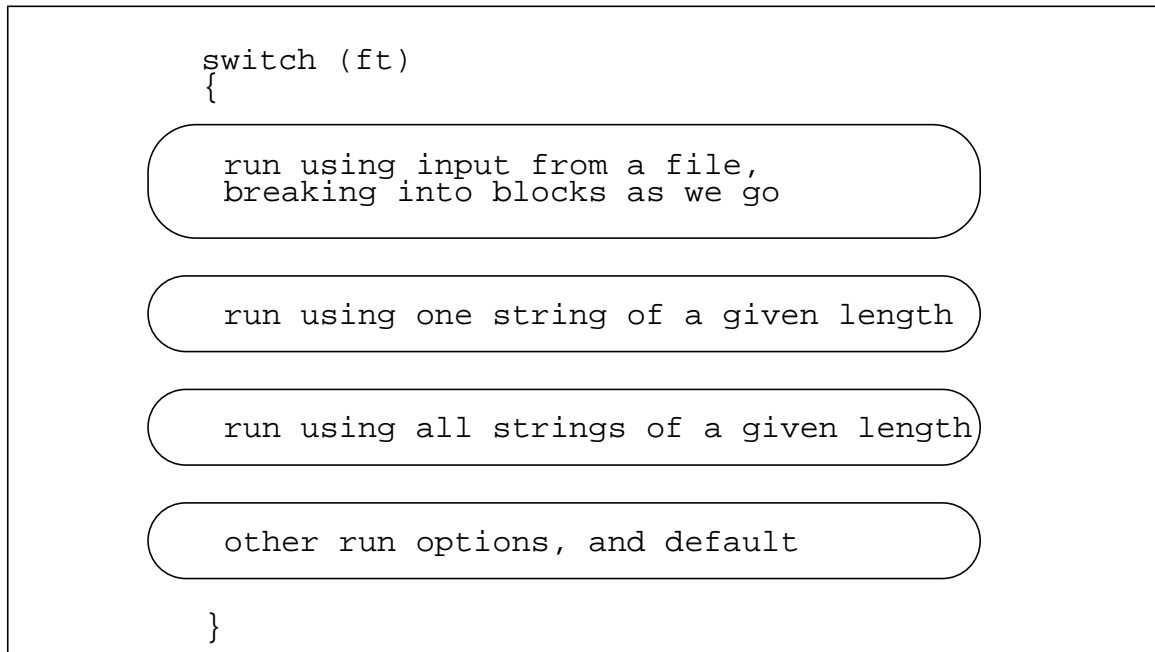 switch (ft)
{
run using input from a file,
breaking into blocks as we go
run using one string of a given length
run using all strings of a given length
other run options, and default
}